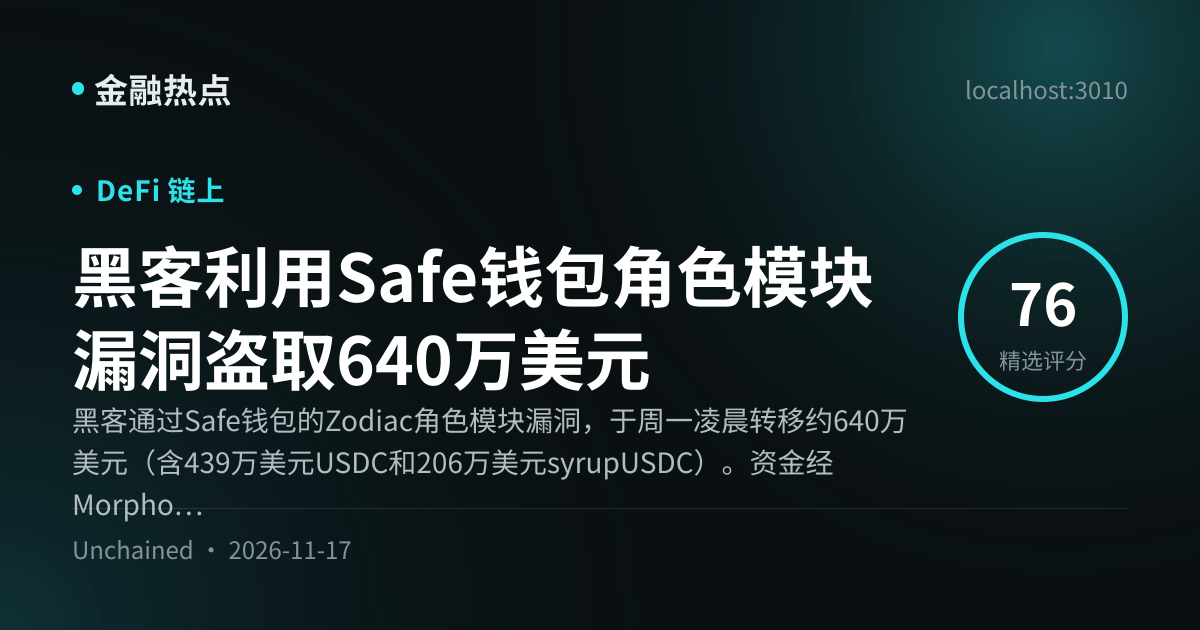 金融热点
localhost:3010
DeFi 链上
黑客利用Safe钱包角色模块
漏洞盗取640万美元
76
精选评分
黑客通过Safe钱包的Zodiac角色模块漏洞，于周一凌晨转移约640万
美元（含439万美元USDC和206万美元syrupUSDC）。资金经
Morpho…
Unchained • 2026-11-17